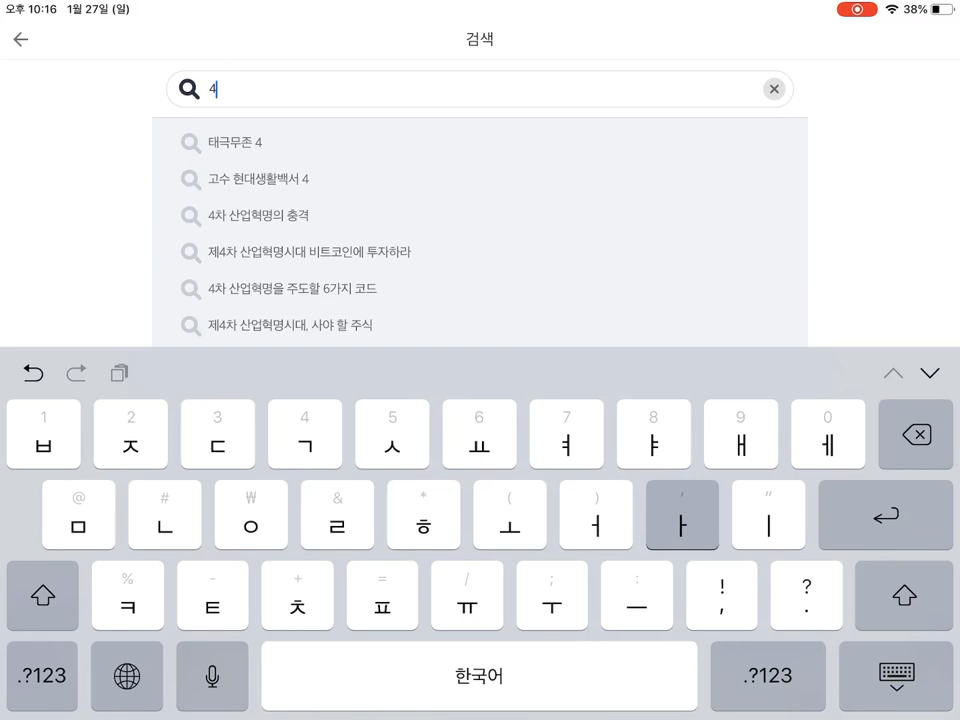 오후 10:16 1월 27일 (일) 38%
검색
4
태극무존 4
고수 현대생활백서 4
4차 산업혁명의 충격
제4차 산업혁명시대 비트코인에 투자하라
4차 산업혁명을 주도할 6가지 코드
제4차 산업혁명시대, 사야 할 주식
1 2 3 4 5 6 7 8 9 0
ㅂ ㅈ ㄷ ㄱ ㅅ ㅛ ㅕ ㅑ ㅐ ㅔ
@ # ₩ & * ( ) ' "
ㅁ ㄴ ㅇ ㄹ ㅎ ㅗ ㅓ ㅏ ㅣ
% - + = / ; : ! ?
ㅋ ㅌ ㅊ ㅍ ㅠ ㅜ ㅡ , .
.?123 한국어 .?123